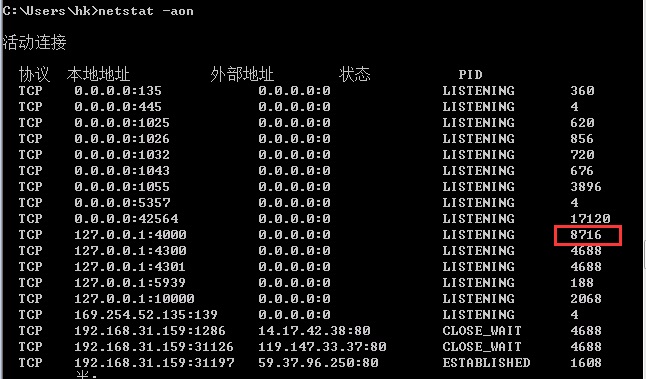 C:\Users\hk>netstat -aon
活动连接
协议 本地地址 外部地址 状态 PID
TCP 0.0.0.0:135 0.0.0.0:0 LISTENING 360
TCP 0.0.0.0:445 0.0.0.0:0 LISTENING 4
TCP 0.0.0.0:1025 0.0.0.0:0 LISTENING 620
TCP 0.0.0.0:1026 0.0.0.0:0 LISTENING 856
TCP 0.0.0.0:1032 0.0.0.0:0 LISTENING 720
TCP 0.0.0.0:1043 0.0.0.0:0 LISTENING 676
TCP 0.0.0.0:1055 0.0.0.0:0 LISTENING 3896
TCP 0.0.0.0:5357 0.0.0.0:0 LISTENING 4
TCP 0.0.0.0:42564 0.0.0.0:0 LISTENING 17120
TCP 127.0.0.1:4000 0.0.0.0:0 LISTENING 8716
TCP 127.0.0.1:4300 0.0.0.0:0 LISTENING 4688
TCP 127.0.0.1:4301 0.0.0.0:0 LISTENING 4688
TCP 127.0.0.1:5939 0.0.0.0:0 LISTENING 188
TCP 127.0.0.1:10000 0.0.0.0:0 LISTENING 2068
TCP 169.254.52.135:139 0.0.0.0:0 LISTENING 4
TCP 192.168.31.159:1286 14.17.42.38:80 CLOSE_WAIT 4688
TCP 192.168.31.159:31126 119.147.33.37:80 CLOSE_WAIT 4688
TCP 192.168.31.159:31197 59.37.96.250:80 ESTABLISHED 1608